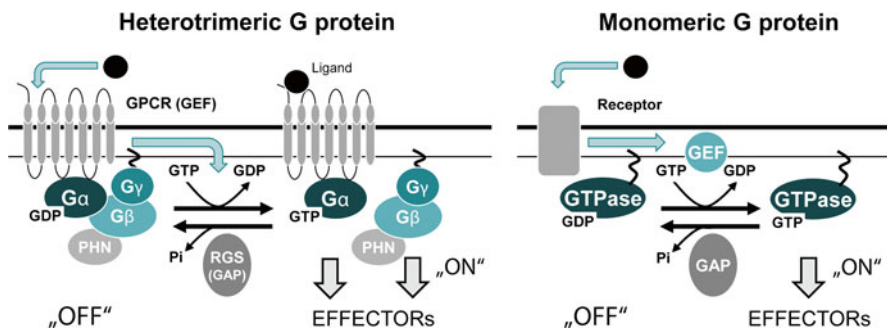 Heterotrimeric G protein
Ligand
GPCR (GEF)
GTP
GDP
Gα
GDP
Gγ
Gβ
PHN
Pi
RGS
(GAP)
Gα
GTP
Gγ
Gβ
PHN
„OFF“
„ON“
EFFECTORs
Monomeric G protein
Receptor
GEF
GTP
GDP
GTPase
GDP
Pi
GAP
GTPase
GTP
„OFF“
„ON“
EFFECTORs